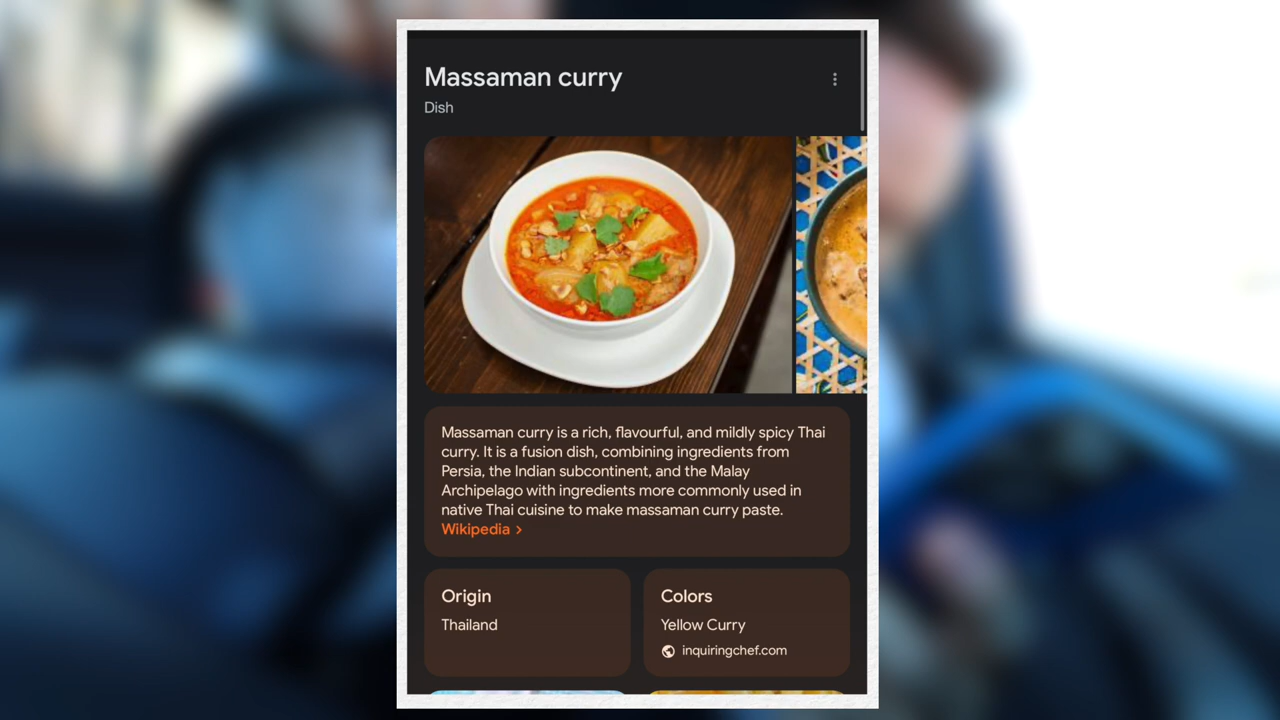 Massaman curry
Dish
Massaman curry is a rich, flavourful, and mildly spicy Thai
curry. It is a fusion dish, combining ingredients from
Persia, the Indian subcontinent, and the Malay
Archipelago with ingredients more commonly used in
native Thai cuisine to make massaman curry paste.
Wikipedia >
Origin
Thailand
Colors
Yellow Curry
inquiringchef.com